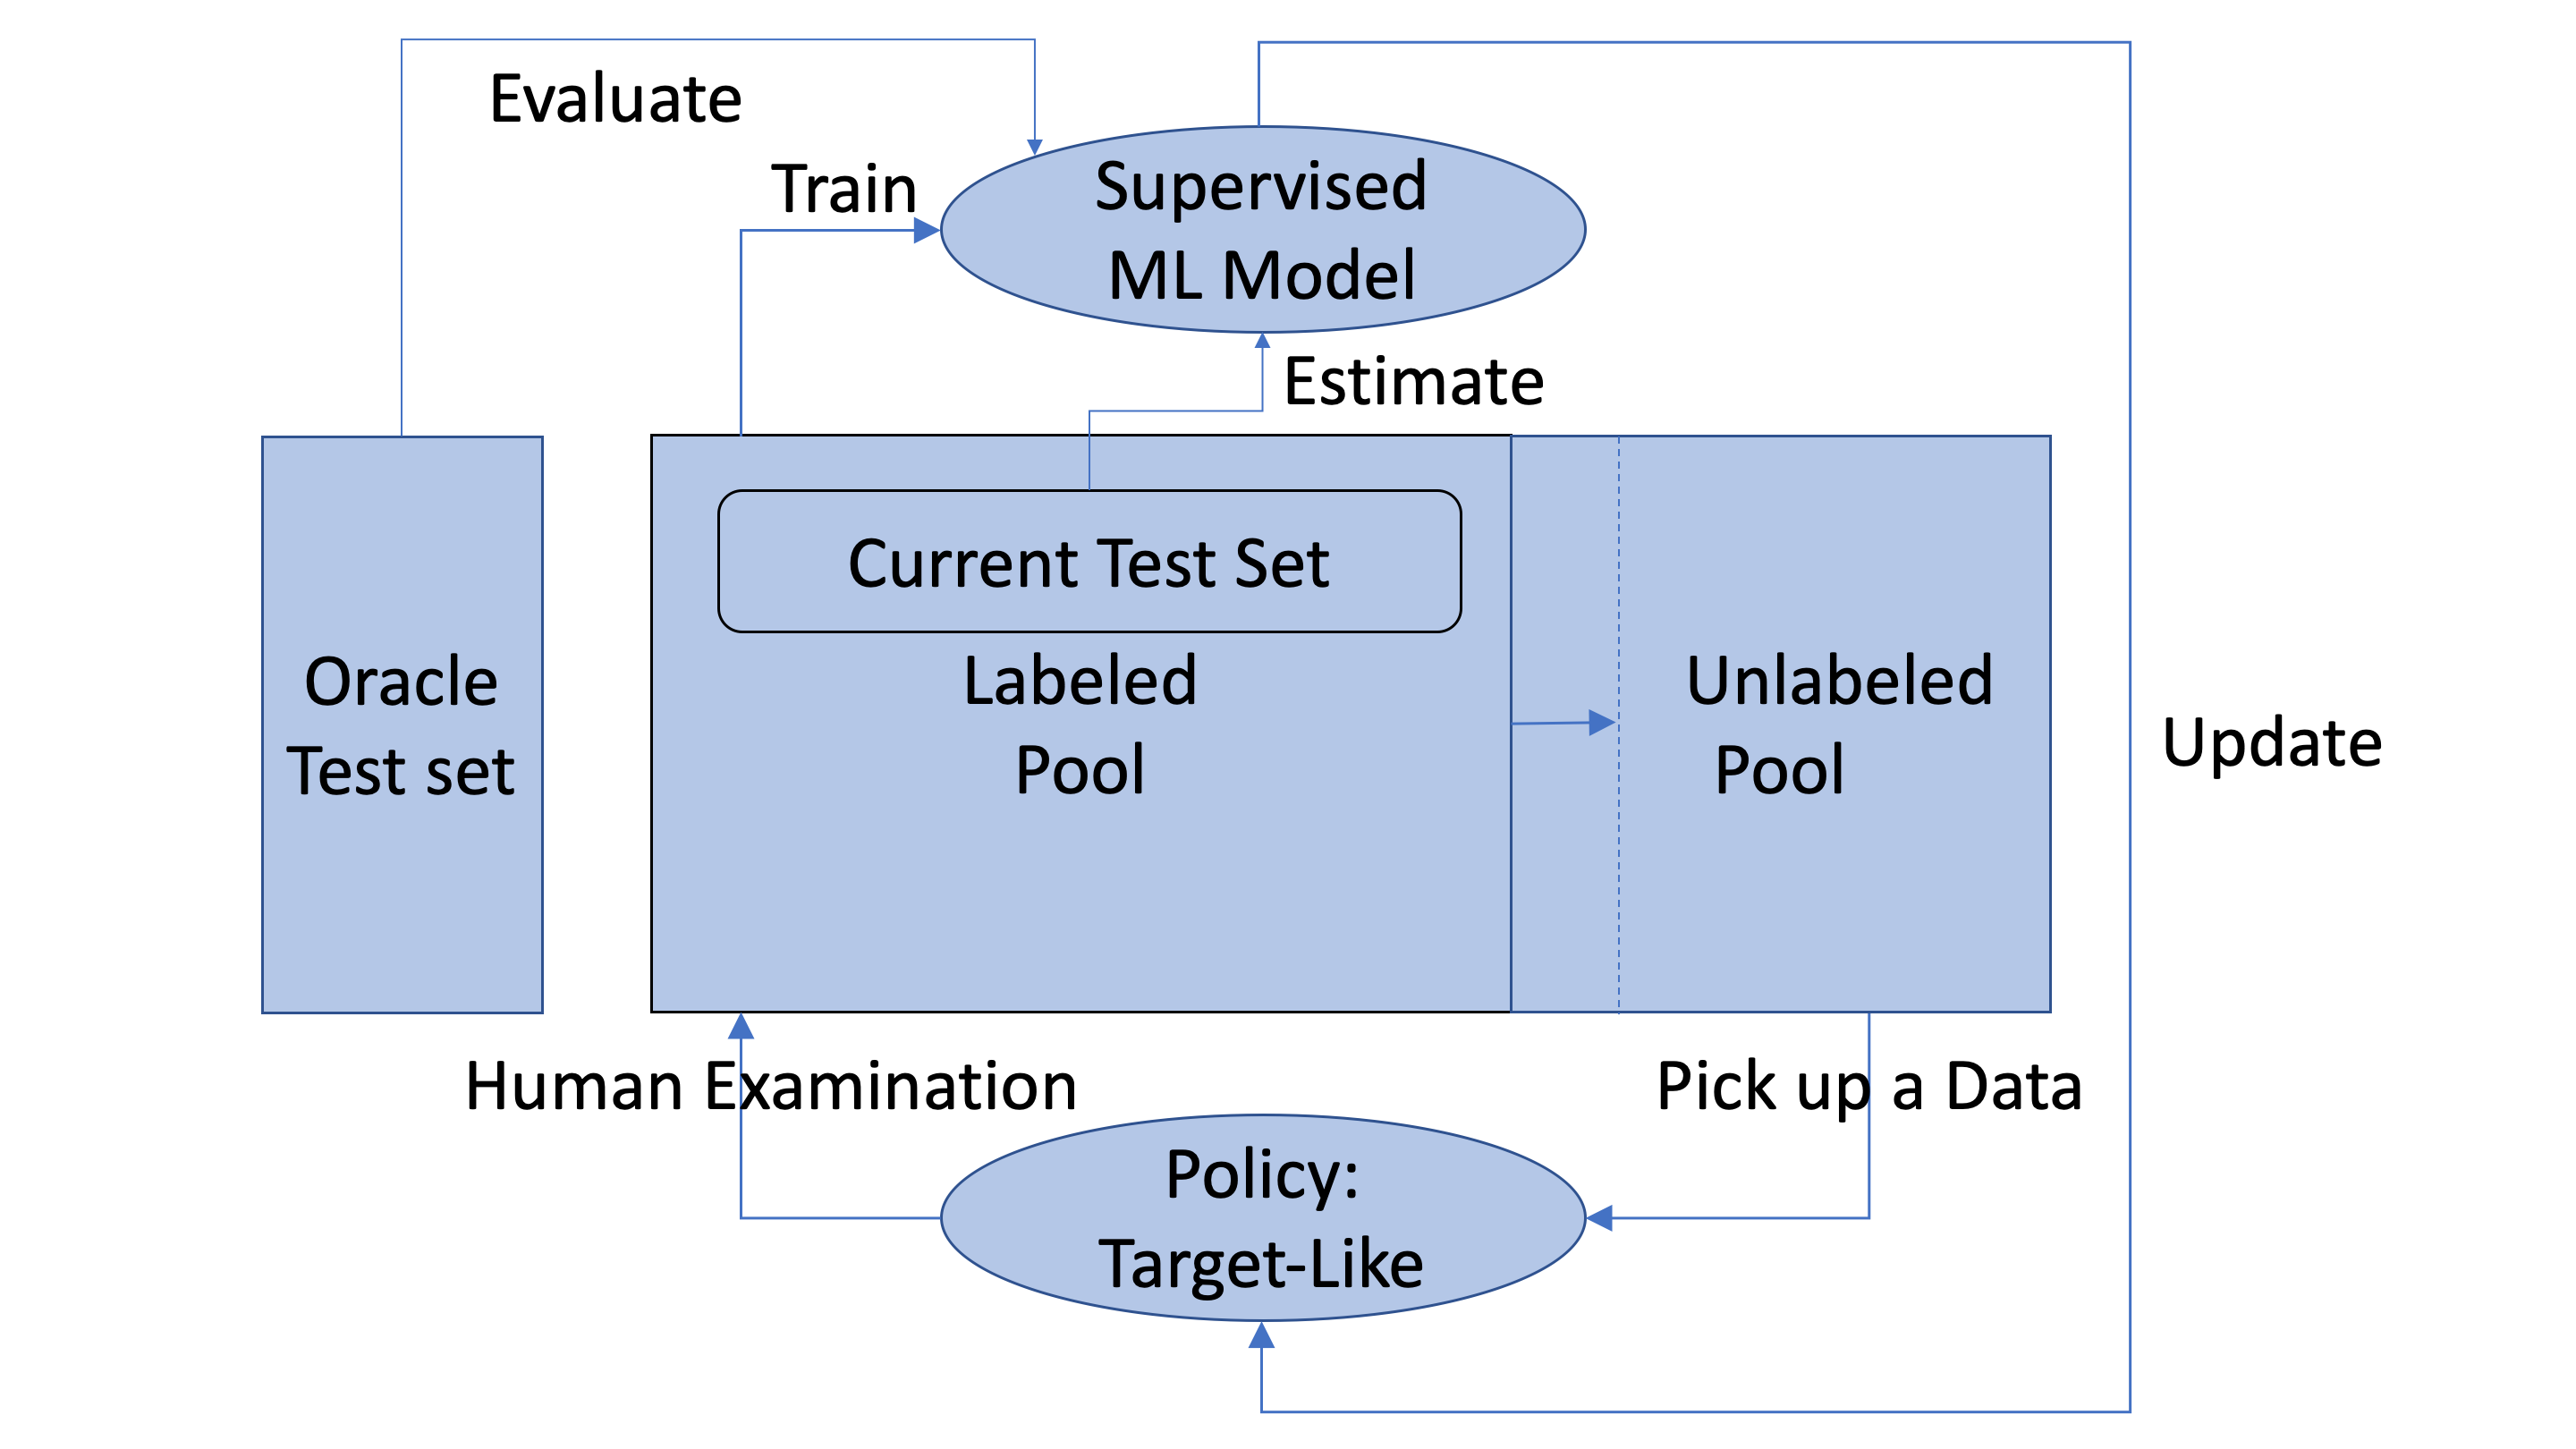 Evaluate
Train
Supervised
ML Model
Estimate
Current Test Set
Oracle
Test set
Labeled
Pool
Unlabeled
Pool
Update
Human Examination
Pick up a Data
Policy:
Target-Like